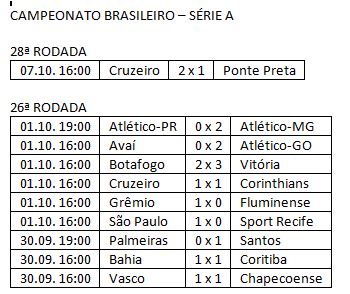 CAMPEONATO BRASILEIRO – SÉRIE A
28ª RODADA
07.10. 16:00 Cruzeiro 2 x 1 Ponte Preta
26ª RODADA
01.10. 19:00 Atlético-PR 0 x 2 Atlético-MG
01.10. 16:00 Avaí 0 x 2 Atlético-GO
01.10. 16:00 Botafogo 2 x 3 Vitória
01.10. 16:00 Cruzeiro 1 x 1 Corinthians
01.10. 16:00 Grêmio 1 x 0 Fluminense
01.10. 16:00 São Paulo 1 x 0 Sport Recife
30.09. 19:00 Palmeiras 0 x 1 Santos
30.09. 16:00 Bahia 1 x 1 Coritiba
30.09. 16:00 Vasco 1 x 1 Chapecoense